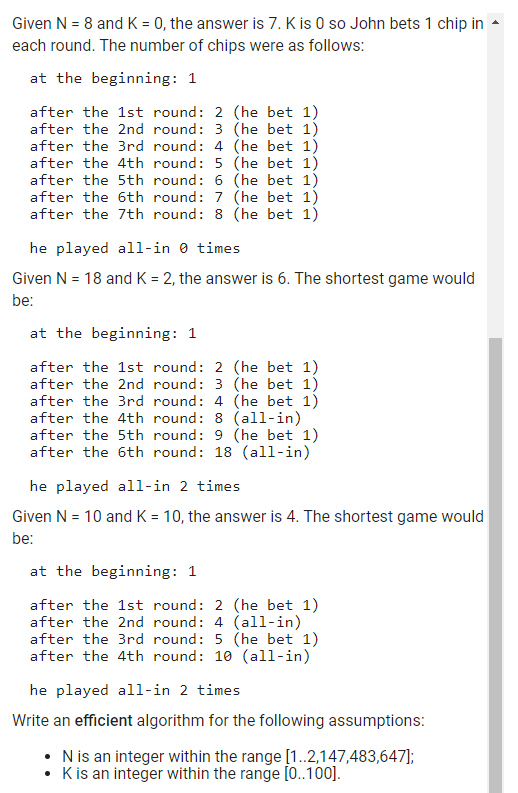 Given N = 8 and K = 0, the answer is 7. K is 0 so John bets 1 chip in
each round. The number of chips were as follows:
at the beginning: 1
after the 1st round: 2 (he bet 1)
after the 2nd round: 3 (he bet 1)
after the 3rd round: 4 (he bet 1)
after the 4th round: 5 (he bet 1)
after the 5th round: 6 (he bet 1)
after the 6th round: 7 (he bet 1)
after the 7th round: 8 (he bet 1)
he played all-in 0 times
Given N = 18 and K = 2, the answer is 6. The shortest game would
be:
at the beginning: 1
after the 1st round: 2 (he bet 1)
after the 2nd round: 3 (he bet 1)
after the 3rd round: 4 (he bet 1)
after the 4th round: 8 (all-in)
after the 5th round: 9 (he bet 1)
after the 6th round: 18 (all-in)
he played all-in 2 times
Given N = 10 and K = 10, the answer is 4. The shortest game would
be:
at the beginning: 1
after the 1st round: 2 (he bet 1)
after the 2nd round: 4 (all-in)
after the 3rd round: 5 (he bet 1)
after the 4th round: 10 (all-in)
he played all-in 2 times
Write an efficient algorithm for the following assumptions:
• N is an integer within the range [1..2,147,483,647];
• K is an integer within the range [0..100].